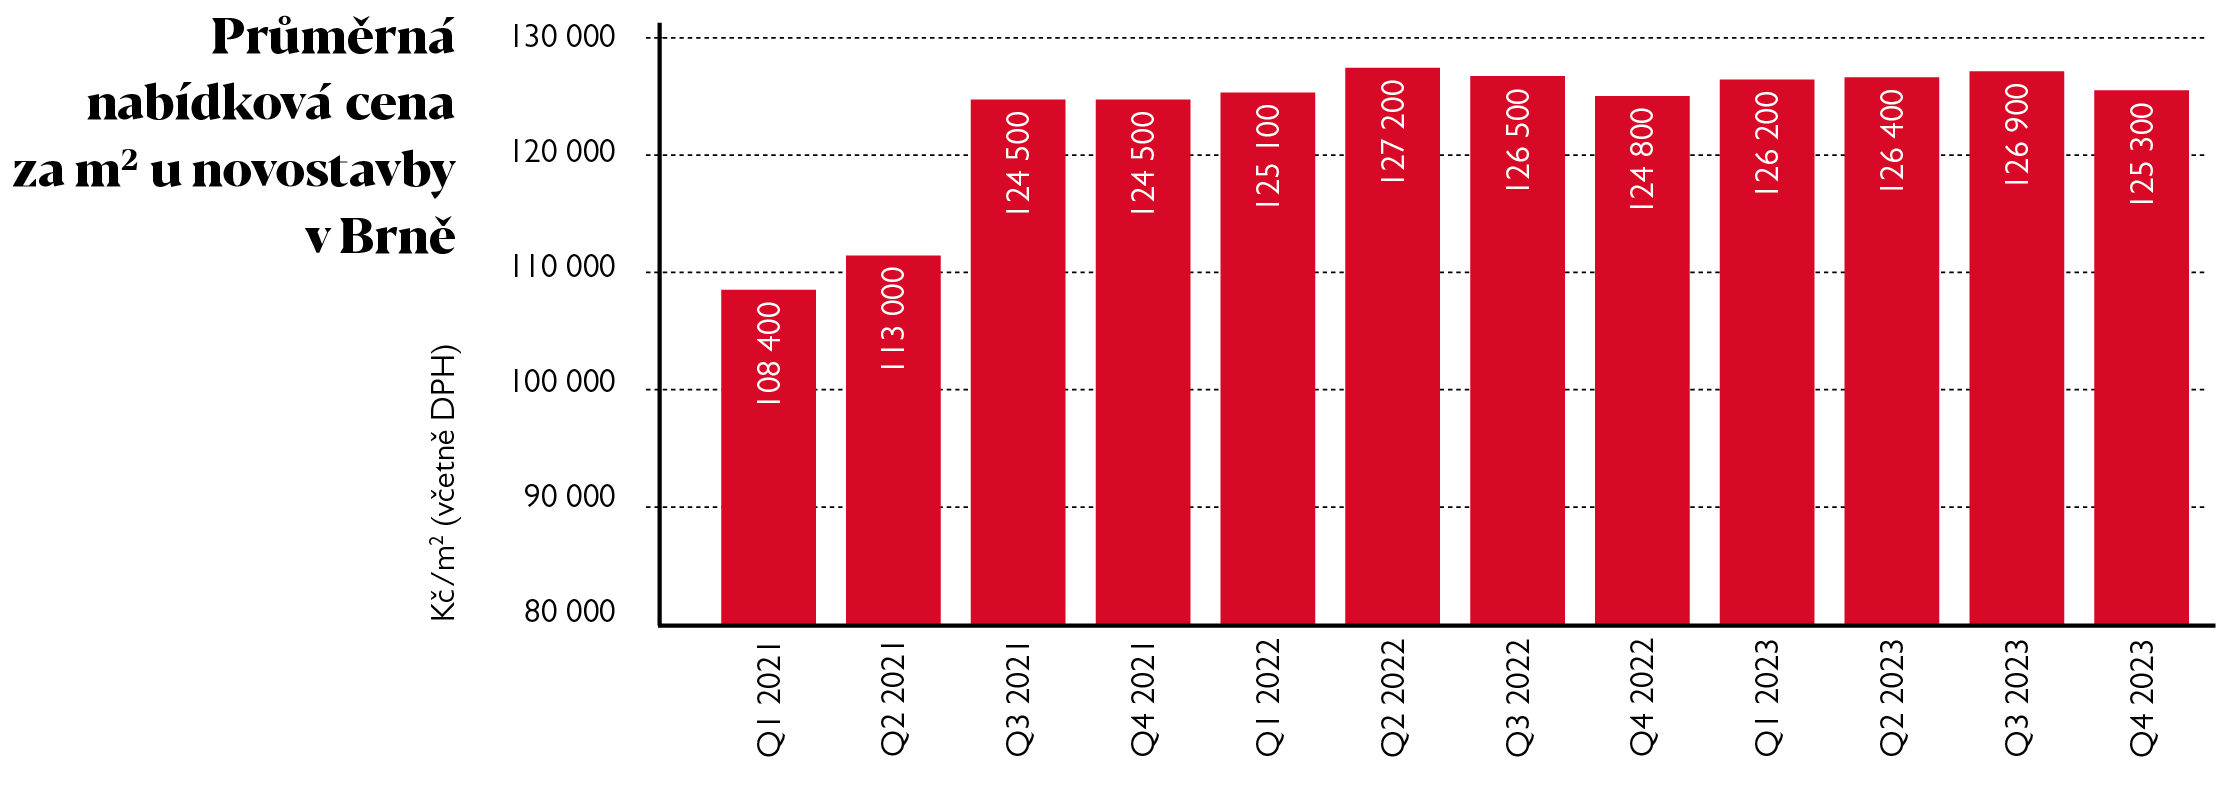 Průměrná
nabídková cena
za m² u novostavby
v Brně
Kč/m² (včetně DPH)
130 000
120 000
110 000
100 000
90 000
80 000
108 400
113 000
124 500
124 500
125 100
127 200
126 500
124 800
126 200
126 400
126 900
125 300
Q1 2021
Q2 2021
Q3 2021
Q4 2021
Q1 2022
Q2 2022
Q3 2022
Q4 2022
Q1 2023
Q2 2023
Q3 2023
Q4 2023